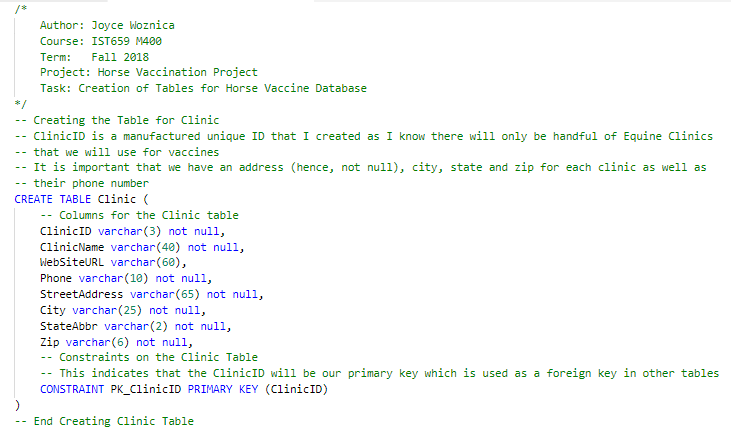 /*
Author: Joyce Woznica
Course: IST659 M400
Term: Fall 2018
Project: Horse Vaccination Project
Task: Creation of Tables for Horse Vaccine Database
*/
-- Creating the Table for Clinic
-- ClinicID is a manufactured unique ID that I created as I know there will only be handful of Equine Clinics
-- that we will use for vaccines
-- It is important that we have an address (hence, not null), city, state and zip for each clinic as well as
-- their phone number
CREATE TABLE Clinic (
-- Columns for the Clinic table
ClinicID varchar(3) not null,
ClinicName varchar(40) not null,
WebSiteURL varchar(60),
Phone varchar(10) not null,
StreetAddress varchar(65) not null,
City varchar(25) not null,
StateAbbr varchar(2) not null,
Zip varchar(6) not null,
-- Constraints on the Clinic Table
-- This indicates that the ClinicID will be our primary key which is used as a foreign key in other tables
CONSTRAINT PK_ClinicID PRIMARY KEY (ClinicID)
)
-- End Creating Clinic Table